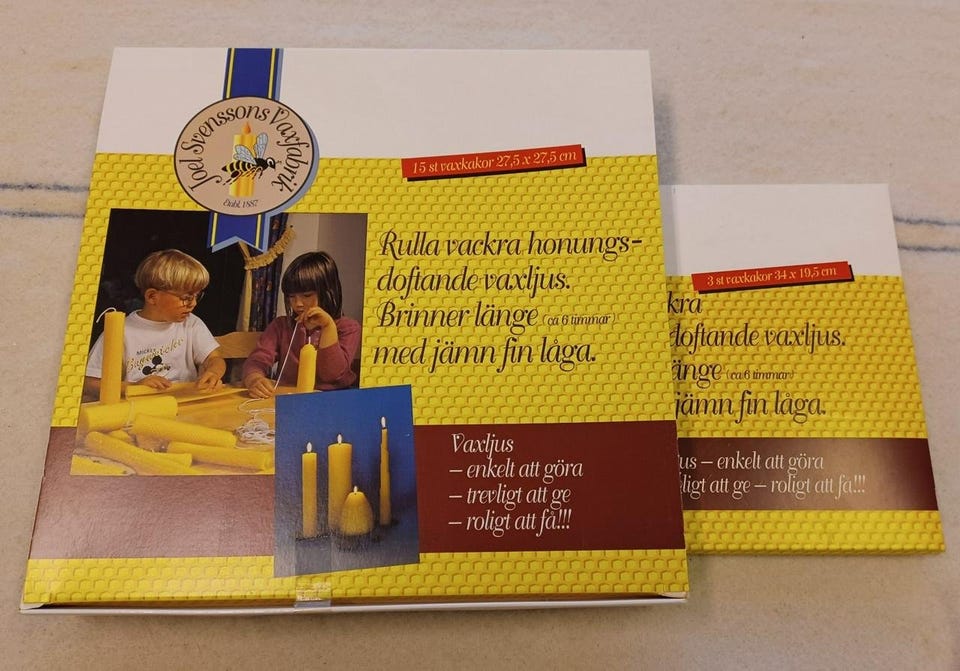 Joel Svenssons Vaxfabrik
Etabl. 1887
15 st vaxkakor 27,5 x 27,5 cm
Rulla vackra honungs-
doftande vaxljus.
Brinner länge (ca 6 timmar)
med jämn fin låga.
Vaxljus
– enkelt att göra
– trevligt att ge
– roligt att få!!!
3 st vaxkakor 34 x 19,5 cm
kra
doftande vaxljus.
änge (ca 6 timmar)
jämn fin låga.
jus – enkelt att göra
ligt att ge – roligt att få!!!